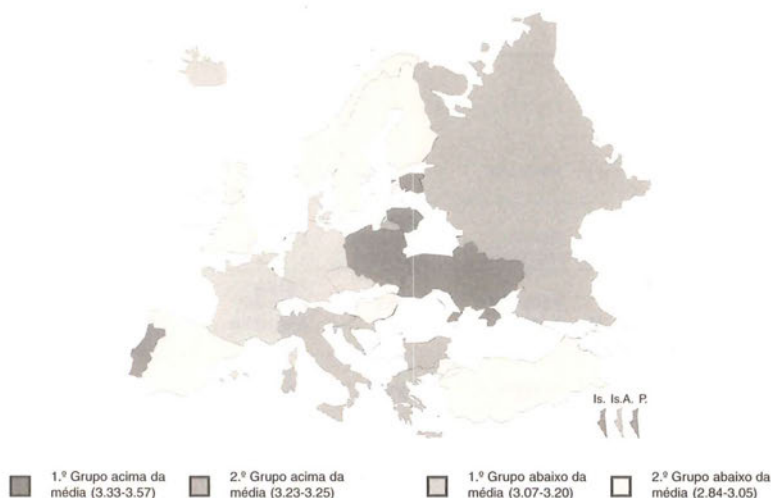 Is. Is.A. P.
1.º Grupo acima da
média (3.33-3.57)
2.º Grupo acima da
média (3.23-3.25)
1.º Grupo abaixo da
média (3.07-3.20)
2.º Grupo abaixo da
média (2.84-3.05)